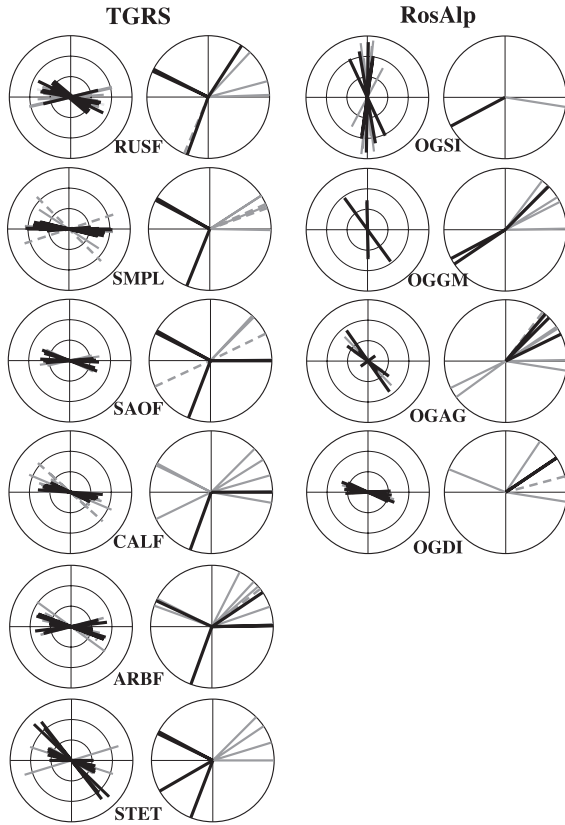 TGRS
RosAlp
RUSF
OGSI
SMPL
OGGM
SAOF
OGAG
CALF
OGDI
ARBF
STET